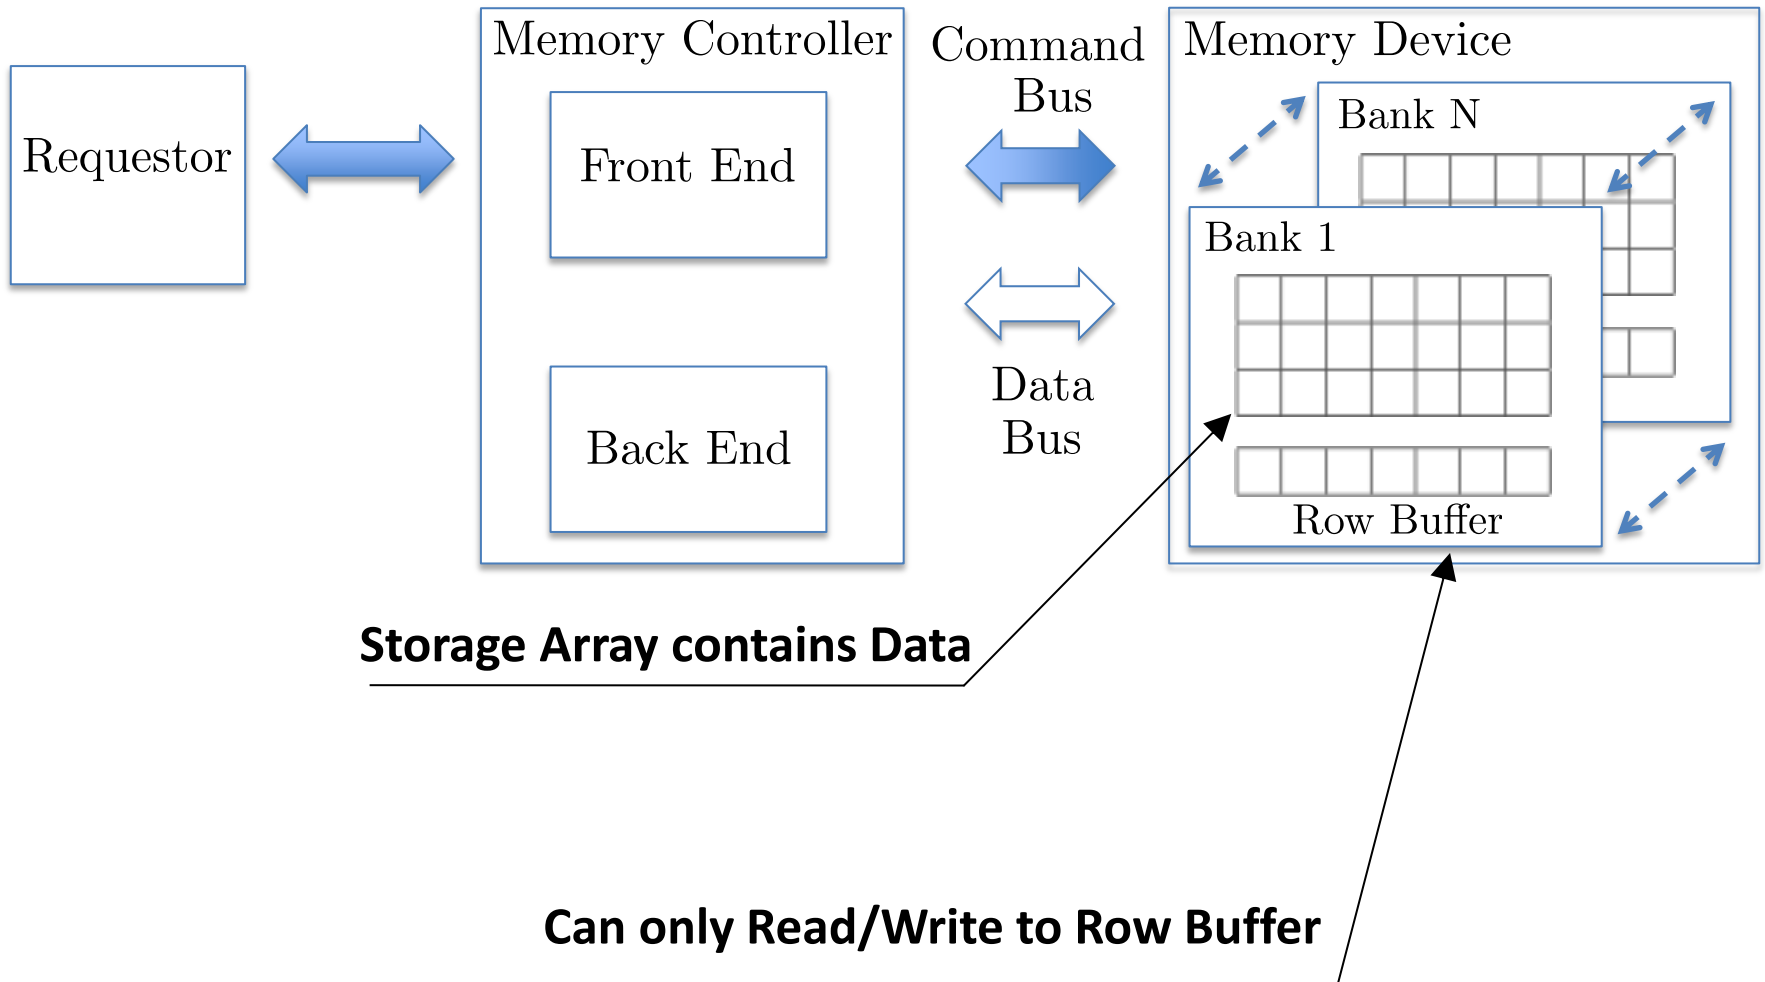 Requestor
Memory Controller
Front End
Back End
Command
Bus
Data
Bus
Memory Device
Bank N
Bank 1
Row Buffer
Storage Array contains Data
Can only Read/Write to Row Buffer